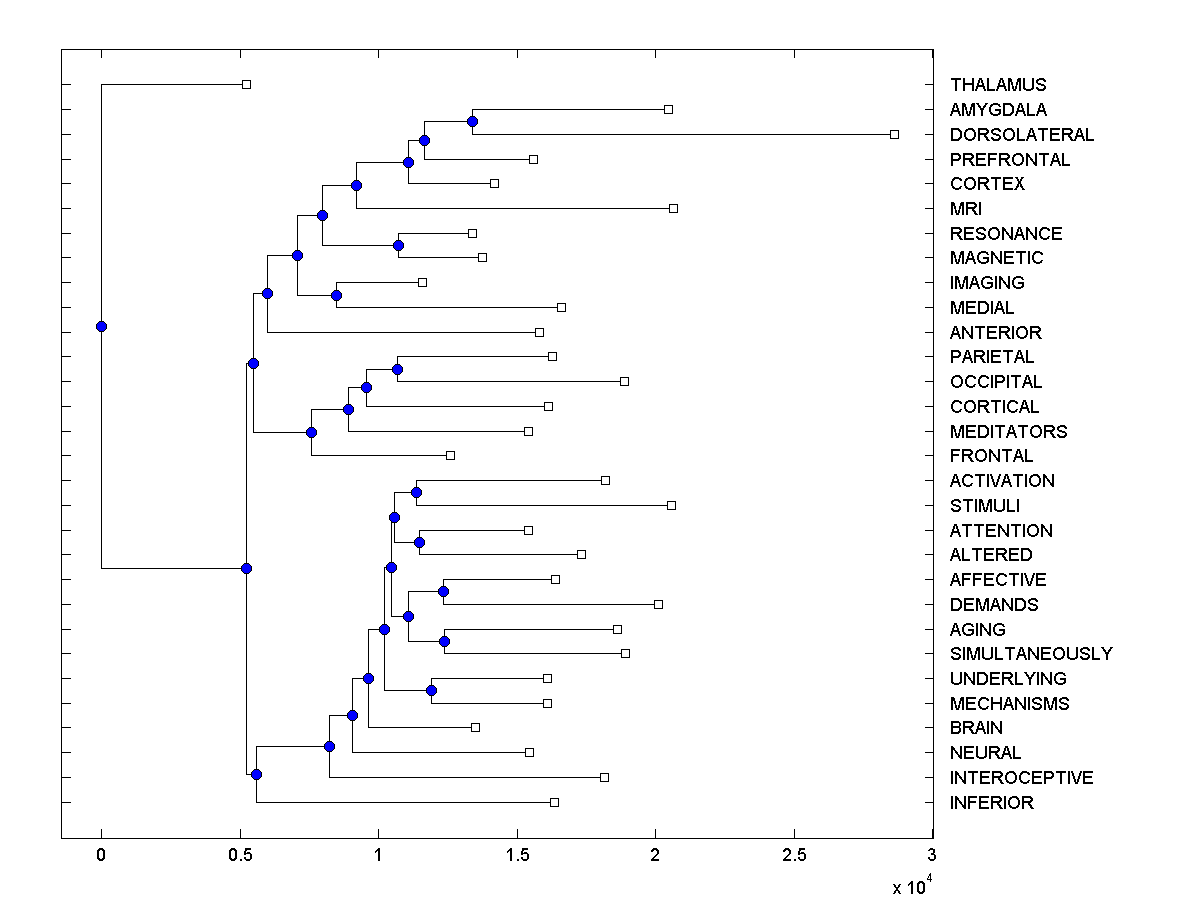 THALAMUS
AMYGDALA
DORSOLATERAL
PREFRONTAL
CORTEX
MRI
RESONANCE
MAGNETIC
IMAGING
MEDIAL
ANTERIOR
PARIETAL
OCCIPITAL
CORTICAL
MEDITATORS
FRONTAL
ACTIVATION
STIMULI
ATTENTION
ALTERED
AFFECTIVE
DEMANDS
AGING
SIMULTANEOUSLY
UNDERLYING
MECHANISMS
BRAIN
NEURAL
INTEROCEPTIVE
INFERIOR
0 0.5 1 1.5 2 2.5 3
x 10^4